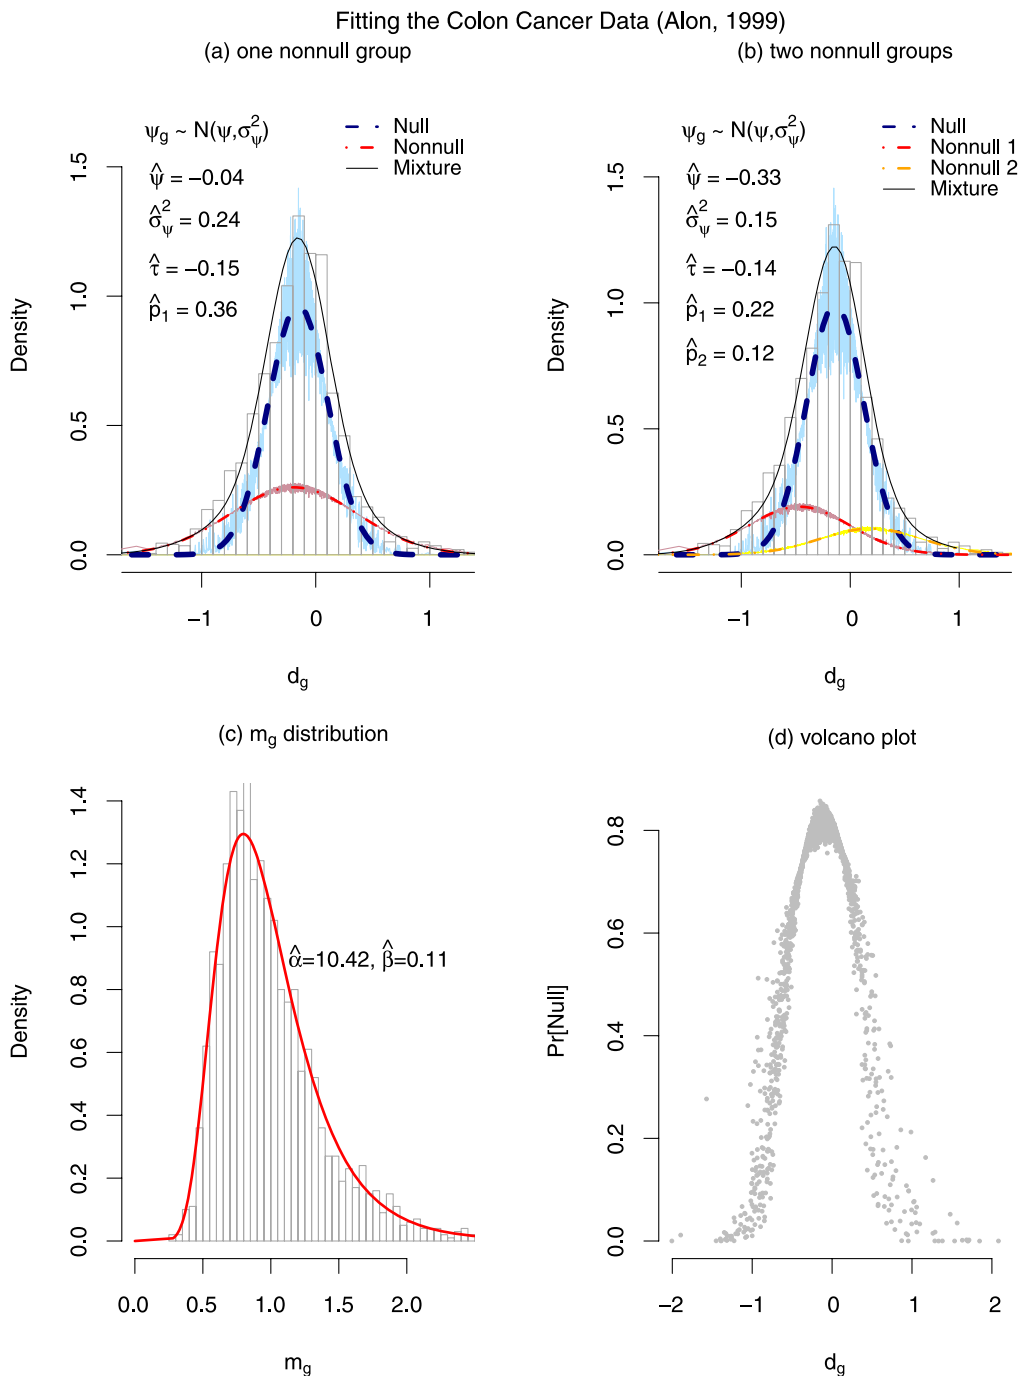 Fitting the Colon Cancer Data (Alon, 1999)
(a) one nonnull group
ψg ~ N(ψ,σ²ψ)
ψ̂ = −0.04
σ̂²ψ = 0.24
τ̂ = −0.15
p̂1 = 0.36
Null
Nonnull
Mixture
Density
0.0 0.5 1.0 1.5
−1 0 1
dg
(b) two nonnull groups
ψg ~ N(ψ,σ²ψ)
ψ̂ = −0.33
σ̂²ψ = 0.15
τ̂ = −0.14
p̂1 = 0.22
p̂2 = 0.12
Null
Nonnull 1
Nonnull 2
Mixture
Density
0.0 0.5 1.0 1.5
−1 0 1
dg
(c) mg distribution
α̂=10.42, β̂=0.11
Density
0.0 0.2 0.4 0.6 0.8 1.0 1.2 1.4
0.0 0.5 1.0 1.5 2.0
mg
(d) volcano plot
Pr[Null]
0.0 0.2 0.4 0.6 0.8
−2 −1 0 1 2
dg